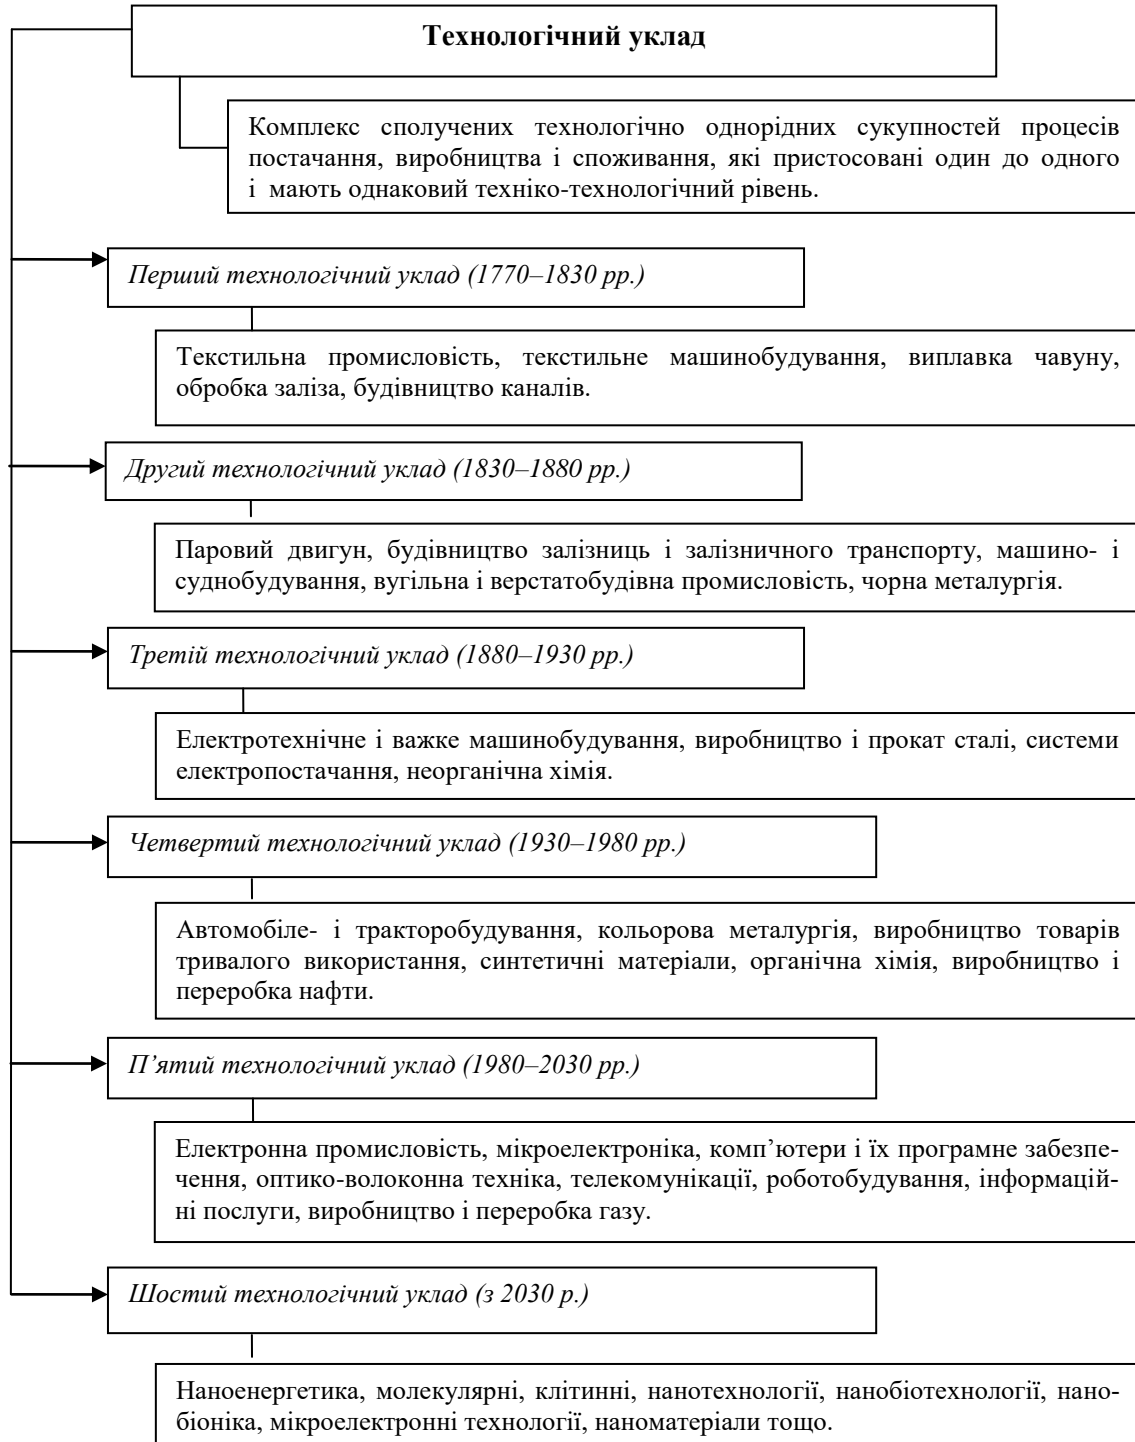 Технологічний уклад
Комплекс сполучених технологічно однорідних сукупностей процесів
постачання, виробництва і споживання, які пристосовані один до одного
і мають однаковий техніко-технологічний рівень.
Перший технологічний уклад (1770–1830 рр.)
Текстильна промисловість, текстильне машинобудування, виплавка чавуну,
обробка заліза, будівництво каналів.
Другий технологічний уклад (1830–1880 рр.)
Паровий двигун, будівництво залізниць і залізничного транспорту, машино- і
суднобудування, вугільна і верстатобудівна промисловість, чорна металургія.
Третій технологічний уклад (1880–1930 рр.)
Електротехнічне і важке машинобудування, виробництво і прокат сталі, системи
електропостачання, неорганічна хімія.
Четвертий технологічний уклад (1930–1980 рр.)
Автомобіле- і тракторобудування, кольорова металургія, виробництво товарів
тривалого використання, синтетичні матеріали, органічна хімія, виробництво і
переробка нафти.
П’ятий технологічний уклад (1980–2030 рр.)
Електронна промисловість, мікроелектроніка, комп’ютери і їх програмне забезпе-
чення, оптико-волоконна техніка, телекомунікації, роботобудування, інформацій-
ні послуги, виробництво і переробка газу.
Шостий технологічний уклад (з 2030 р.)
Наноенергетика, молекулярні, клітинні, нанотехнології, нанобіотехнології, нано-
біоніка, мікроелектронні технології, наноматеріали тощо.